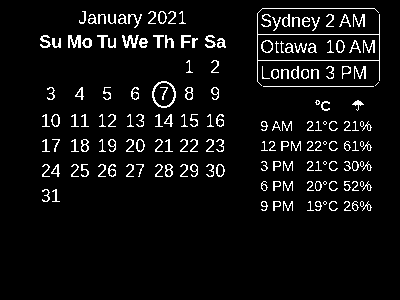 January 2021
Su Mo Tu We Th Fr Sa
1 2
3 4 5 6 7 8 9
10 11 12 13 14 15 16
17 18 19 20 21 22 23
24 25 26 27 28 29 30
31
Sydney 2 AM
Ottawa 10 AM
London 3 PM
°C ☂
9 AM 21°C 21%
12 PM 22°C 61%
3 PM 21°C 30%
6 PM 20°C 52%
9 PM 19°C 26%